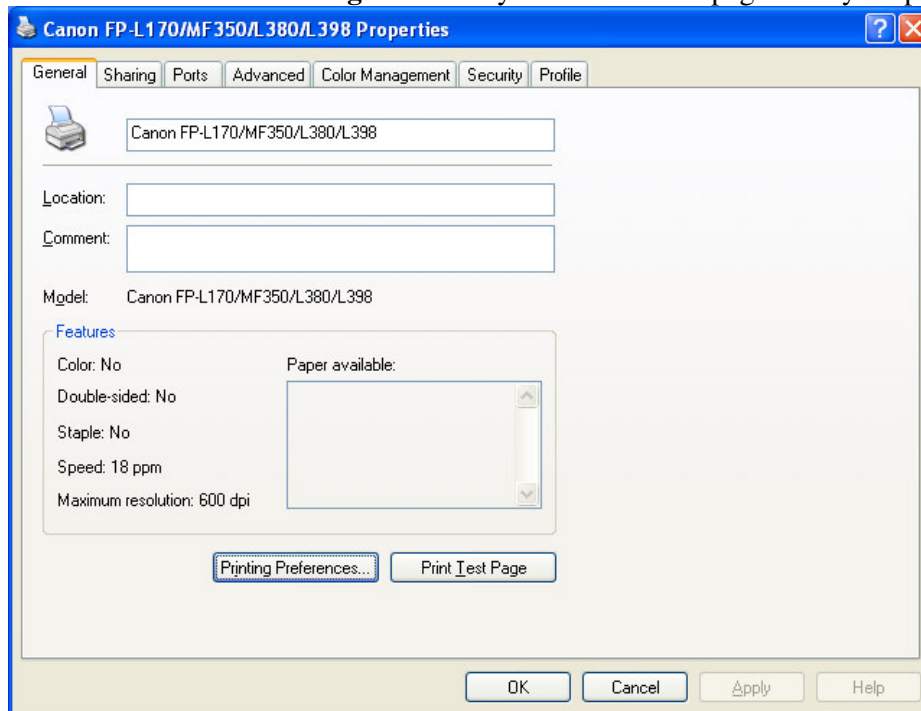 Canon FP-L170/MF350/L380/L398 Properties
General Sharing Ports Advanced Color Management Security Profile
Canon FP-L170/MF350/L380/L398
Location:
Comment:
Model: Canon FP-L170/MF350/L380/L398
Features
Color: No Paper available:
Double-sided: No
Staple: No
Speed: 18 ppm
Maximum resolution: 600 dpi
Printing Preferences... Print Test Page
OK Cancel Apply Help